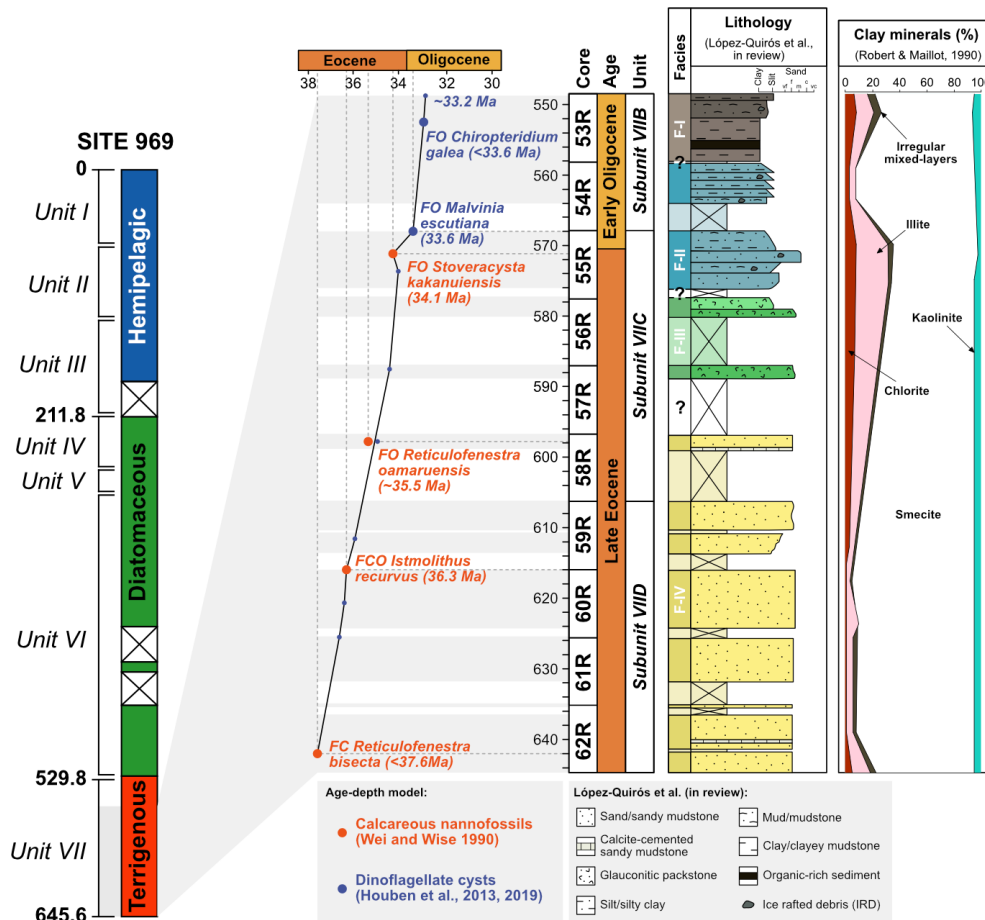 SITE 969
0
Unit I
Unit II
Unit III
211.8
Unit IV
Unit V
Unit VI
529.8
Unit VII
645.6
Hemipelagic
Diatomaceous
Terrigenous
Eocene
Oligocene
38
36
34
32
30
550
560
570
580
590
600
610
620
630
640
~33.2 Ma
FO Chiropteridium
galea (<33.6 Ma)
FO Malvinia
escutiana
(33.6 Ma)
FO Stoveracysta
kakanuiensis
(34.1 Ma)
FO Reticulofenestra
oamaruensis
(~35.5 Ma)
FCO Istmolithus
recurvus (36.3 Ma)
FC Reticulofenestra
bisecta (<37.6Ma)
Core
53R
54R
55R
56R
57R
58R
59R
60R
61R
62R
Age
Early Oligocene
Late Eocene
Unit
Subunit VIIB
Subunit VIIC
Subunit VIID
Facies
F-I
?
F-II
?
F-III
?
F-IV
Lithology
(López-Quirós et al.,
in review)
Clay
Silt
Sand
vf
f
m
c
vc
Clay minerals (%)
(Robert & Maillot, 1990)
0
20
40
60
80
100
Irregular
mixed-layers
Illite
Kaolinite
Chlorite
Smecite
Age-depth model:
Calcareous nannofossils
(Wei and Wise 1990)
Dinoflagellate cysts
(Houben et al., 2013, 2019)
López-Quirós et al. (in review):
Sand/sandy mudstone
Calcite-cemented
sandy mudstone
Glauconitic packstone
Silt/silty clay
Mud/mudstone
Clay/clayey mudstone
Organic-rich sediment
Ice rafted debris (IRD)